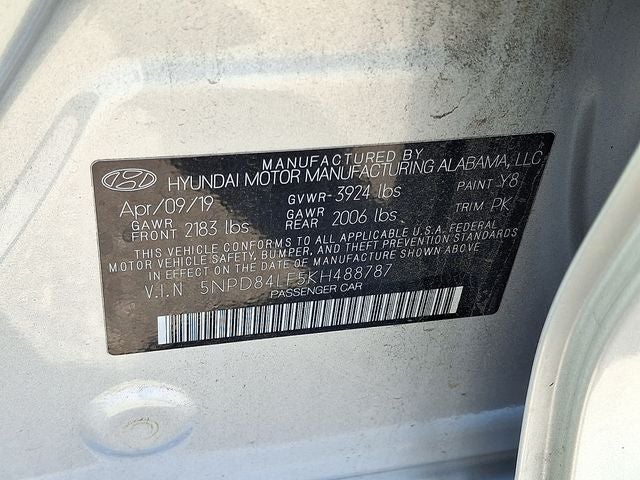 MANUFACTURED BY
HYUNDAI MOTOR MANUFACTURING ALABAMA, LLC
Apr/09/19 GVWR-3924 lbs PAINT Y8
GAWR FRONT 2183 lbs GAWR REAR 2006 lbs TRIM PK
THIS VEHICLE CONFORMS TO ALL APPLICABLE U.S.A. FEDERAL
MOTOR VEHICLE SAFETY, BUMPER, AND THEFT PREVENTION STANDARDS
IN EFFECT ON THE DATE OF MANUFACTURE SHOWN ABOVE
V.I.N 5NPD84LF5KH488787
PASSENGER CAR